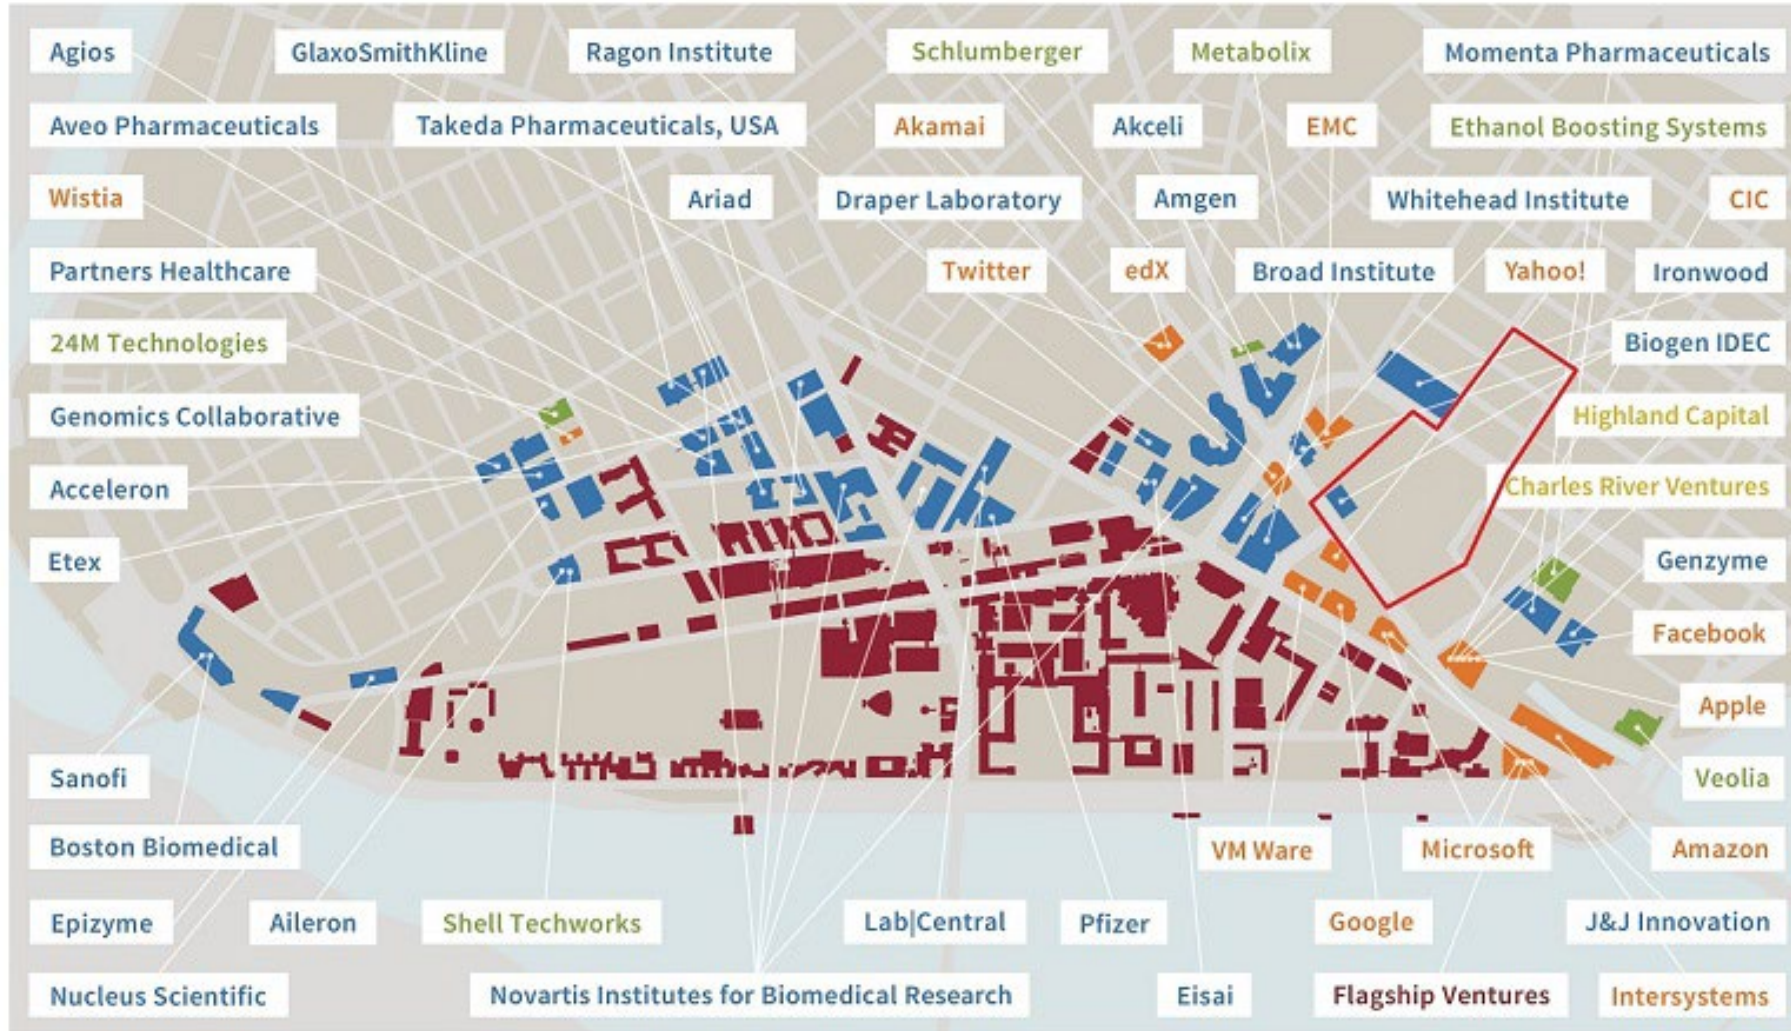 Agios
GlaxoSmithKline
Ragon Institute
Schlumberger
Metabolix
Momenta Pharmaceuticals
Aveo Pharmaceuticals
Takeda Pharmaceuticals, USA
Akamai
Akceli
EMC
Ethanol Boosting Systems
Wistia
Ariad
Draper Laboratory
Amgen
Whitehead Institute
CIC
Partners Healthcare
Twitter
edX
Broad Institute
Yahoo!
Ironwood
24M Technologies
Biogen IDEC
Genomics Collaborative
Highland Capital
Acceleron
Charles River Ventures
Etex
Genzyme
Facebook
Apple
Sanofi
Veolia
Boston Biomedical
VM Ware
Microsoft
Amazon
Epizyme
Aileron
Shell Techworks
Lab|Central
Pfizer
Google
J&J Innovation
Nucleus Scientific
Novartis Institutes for Biomedical Research
Eisai
Flagship Ventures
Intersystems